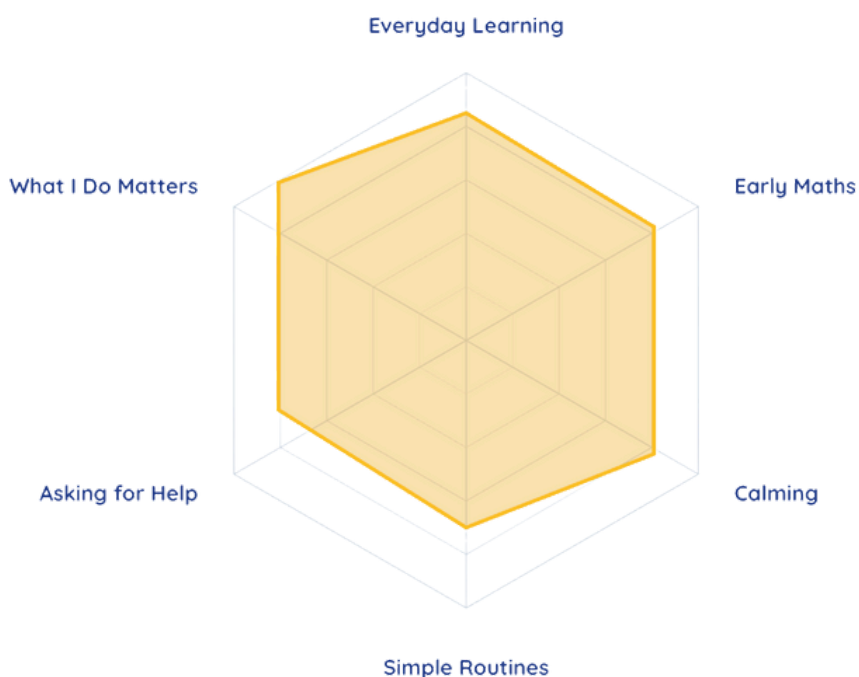 Everyday Learning
What I Do Matters
Early Maths
Asking for Help
Calming
Simple Routines